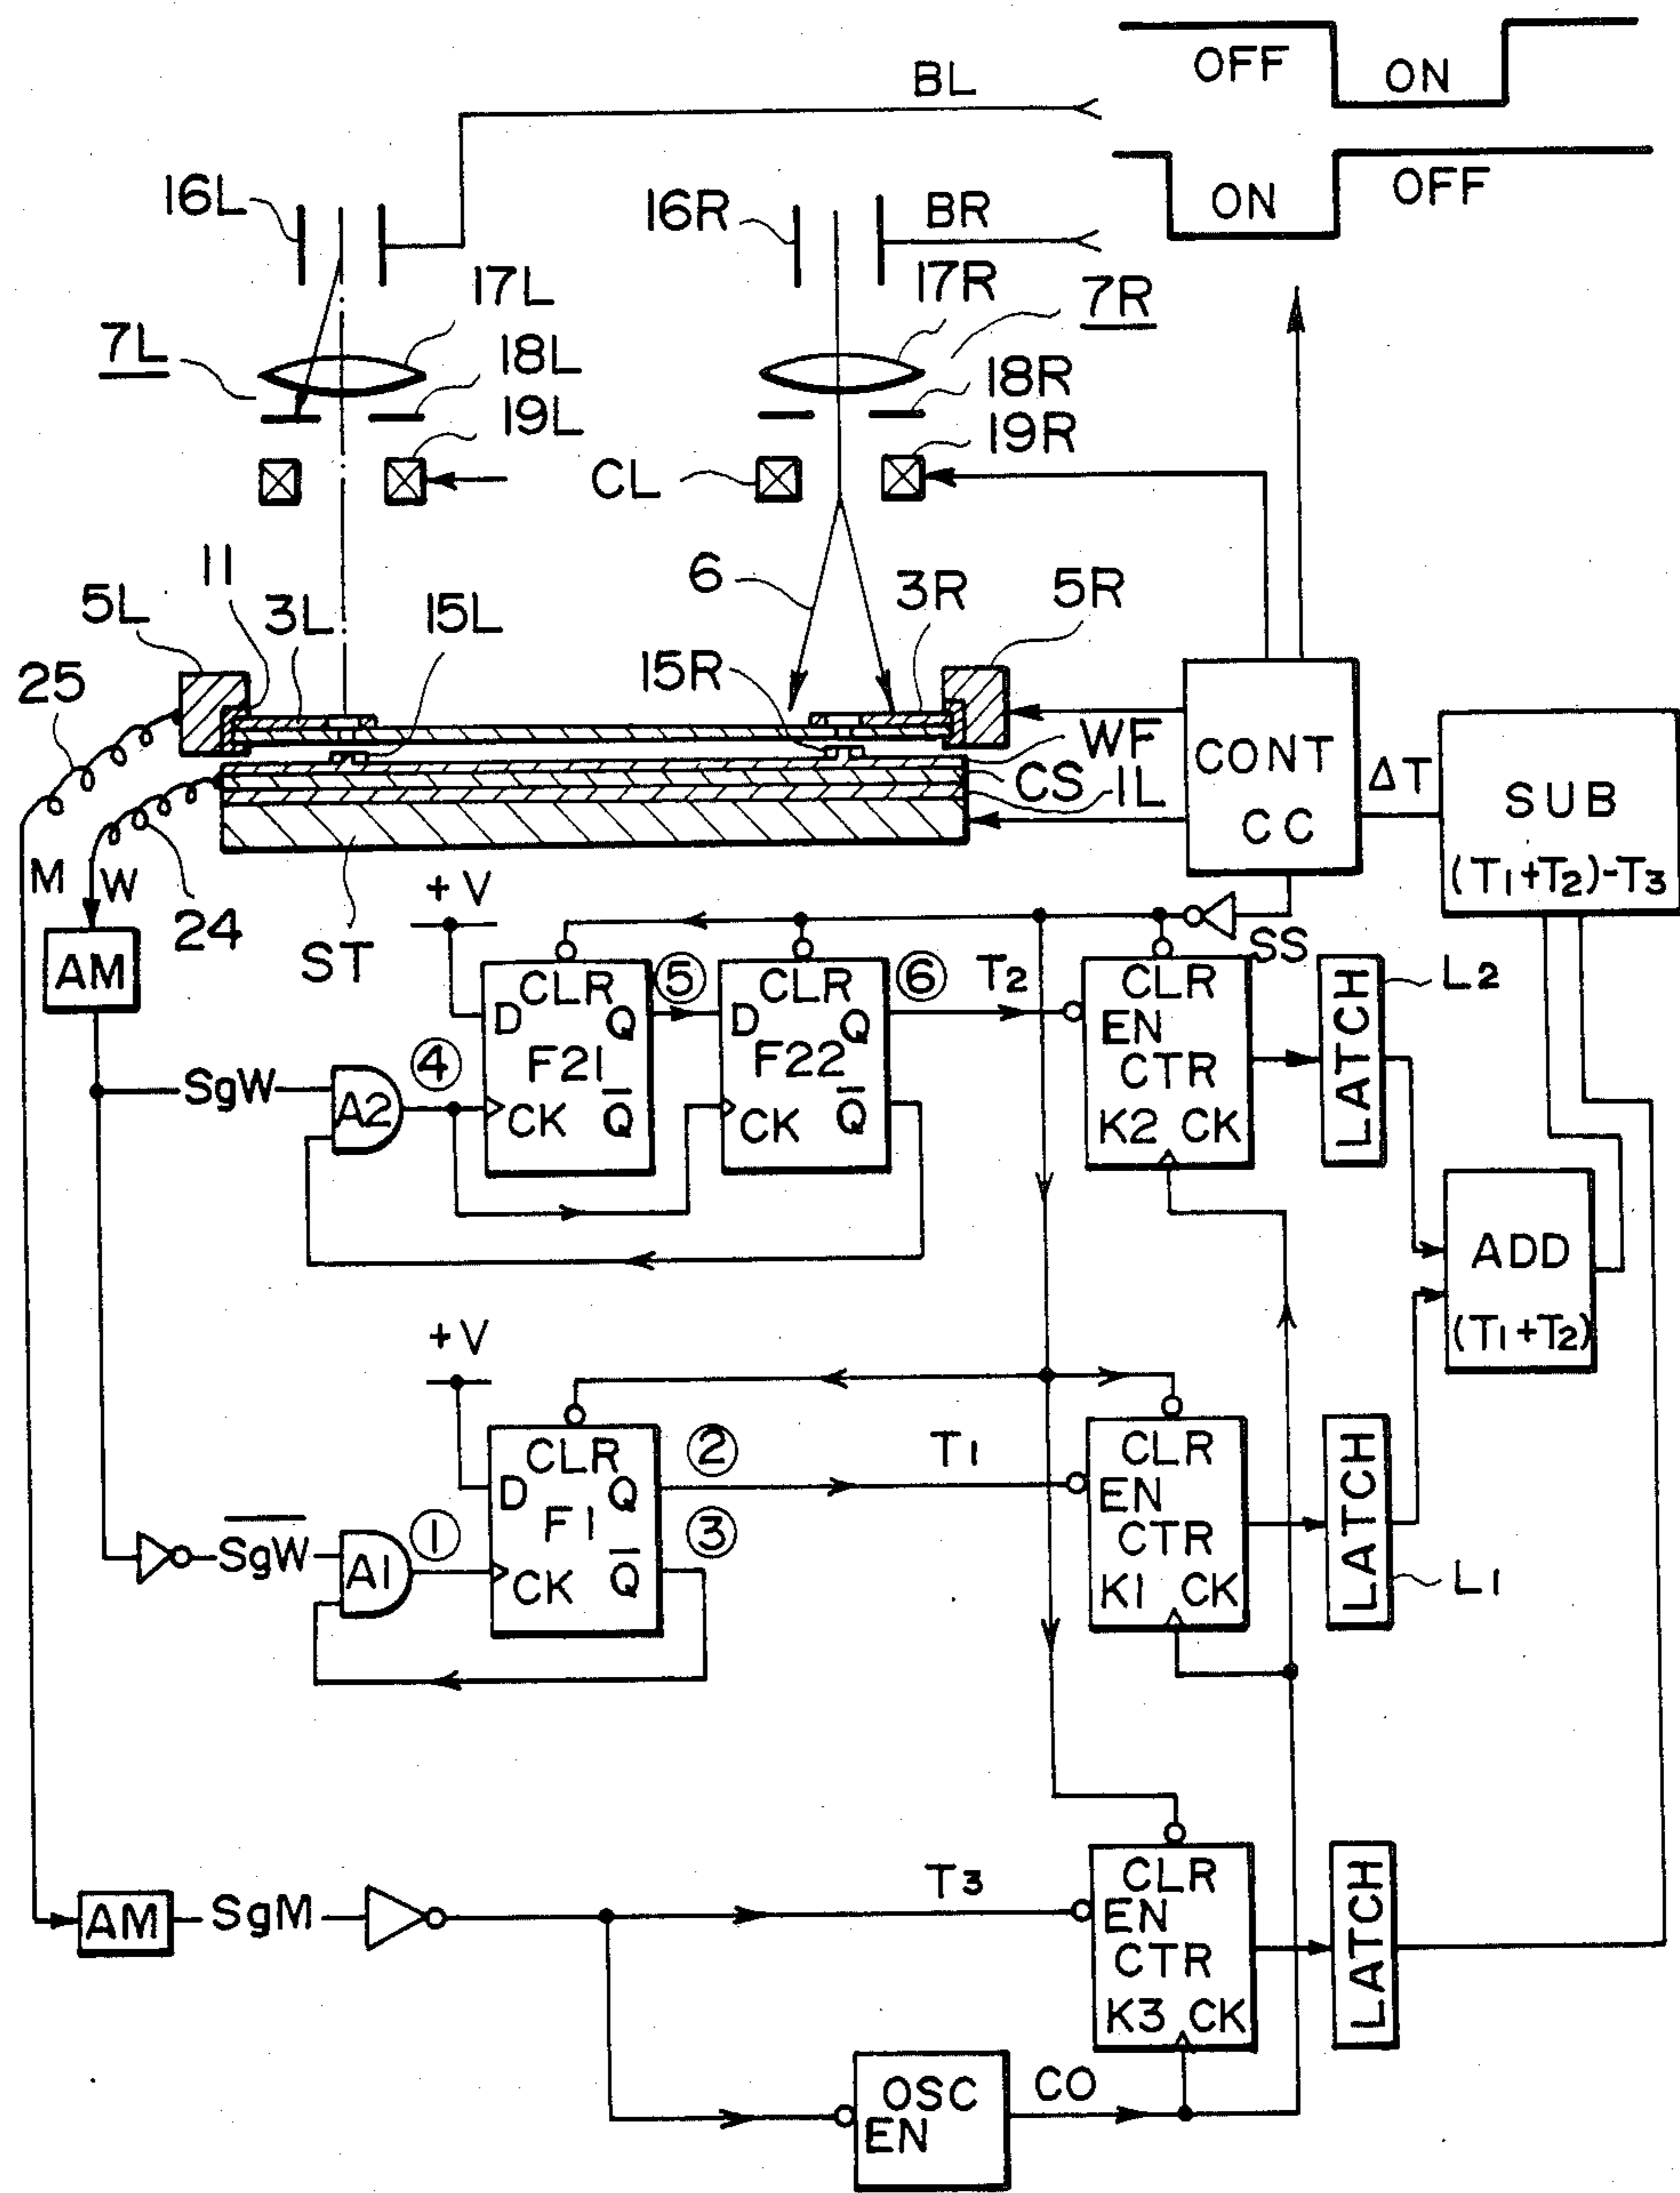 OFF
ON
BL
ON
OFF
16L
16R
BR
17L
17R
7R
7L
18L
18R
19L
19R
CL
11
6
5L
3L
15L
3R
5R
25
15R
WF
CS
IL
CONT
CC
ΔT
SUB
(T1+T2)-T3
M
W
24
ST
+V
SS
AM
CLR
D
Q
F21
CK
Q̅
⑤
CLR
D
Q
F22
CK
Q̅
⑥
T2
CLR
EN
CTR
K2 CK
LATCH
L2
SgW
A2
④
ADD
(T1+T2)
+V
CLR
D
Q
F1
CK
Q̅
②
③
T1
CLR
EN
CTR
K1 CK
LATCH
L1
S̅g̅W̅
A1
①
AM
SgM
T3
CLR
EN
CTR
K3 CK
LATCH
OSC
EN
CO